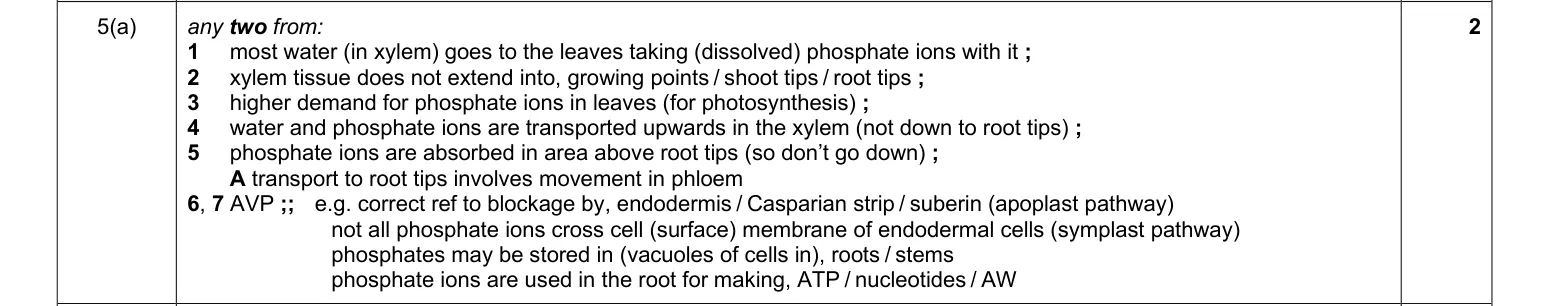 5(a) any two from: 2
1 most water (in xylem) goes to the leaves taking (dissolved) phosphate ions with it ;
2 xylem tissue does not extend into, growing points / shoot tips / root tips ;
3 higher demand for phosphate ions in leaves (for photosynthesis) ;
4 water and phosphate ions are transported upwards in the xylem (not down to root tips) ;
5 phosphate ions are absorbed in area above root tips (so don't go down) ;
A transport to root tips involves movement in phloem
6, 7 AVP ;; e.g. correct ref to blockage by, endodermis / Casparian strip / suberin (apoplast pathway)
not all phosphate ions cross cell (surface) membrane of endodermal cells (symplast pathway)
phosphates may be stored in (vacuoles of cells in), roots / stems
phosphate ions are used in the root for making, ATP / nucleotides / AW